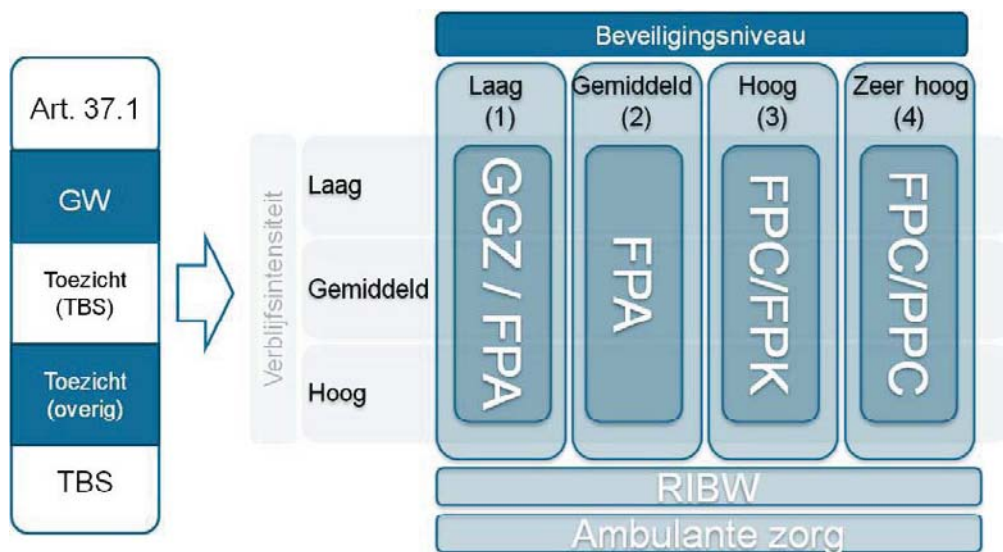 Art. 37.1
GW
Toezicht
(TBS)
Toezicht
(overig)
TBS
Beveiligingsniveau
Laag
(1)
Gemiddeld
(2)
Hoog
(3)
Zeer hoog
(4)
Verblijfsintensiteit
Laag
Gemiddeld
Hoog
GGZ / FPA
FPA
FPC/FPK
FPC/PPC
RIBW
Ambulante zorg